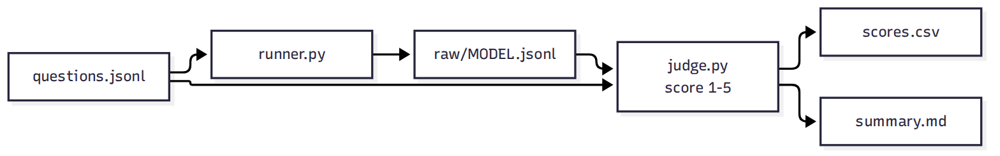 questions.jsonl
runner.py
raw/MODEL.jsonl
judge.py
score 1-5
scores.csv
summary.md